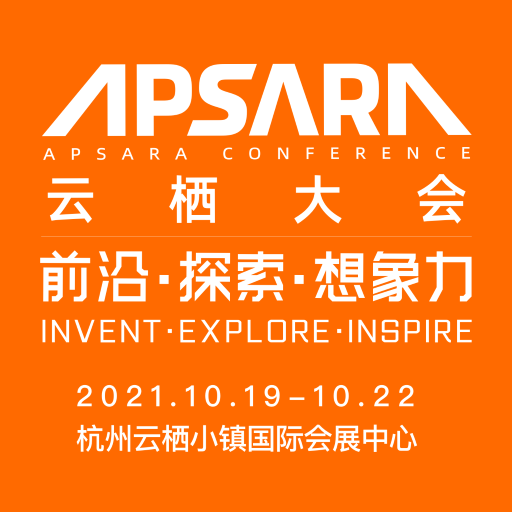 APSARA
APSARA CONFERENCE
云栖大会
前沿·探索·想象力
INVENT·EXPLORE·INSPIRE
2021.10.19-10.22
杭州云栖小镇国际会展中心